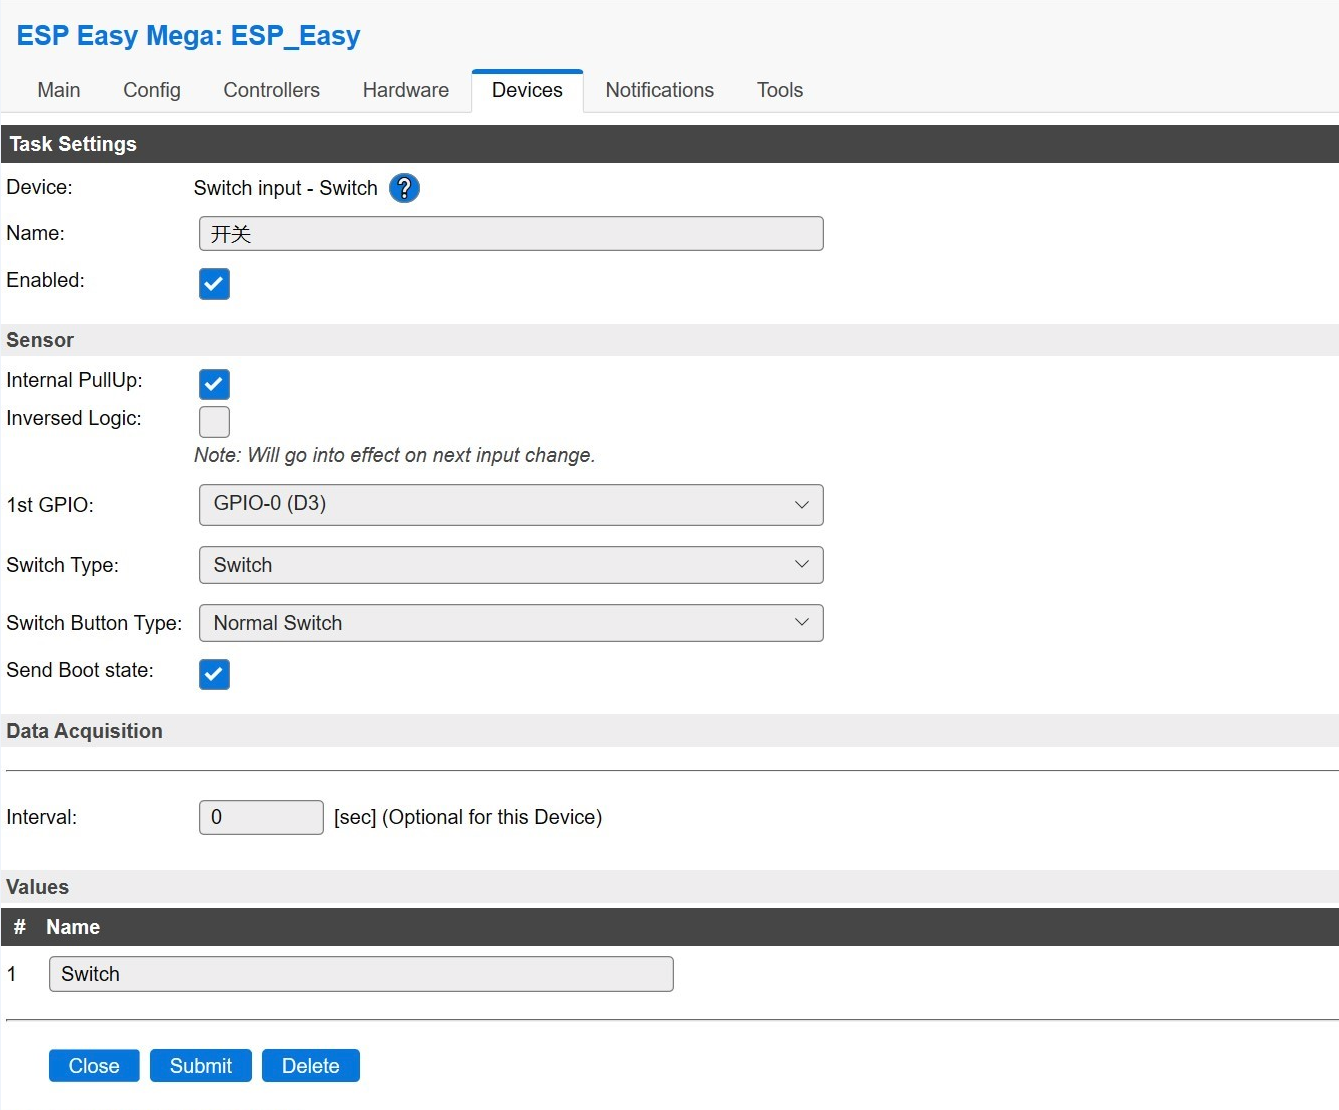 ESP Easy Mega: ESP_Easy
Main Config Controllers Hardware Devices Notifications Tools
Task Settings
Device: Switch input - Switch ?
Name: 开关
Enabled:
Sensor
Internal PullUp:
Inversed Logic:
Note: Will go into effect on next input change.
1st GPIO: GPIO-0 (D3)
Switch Type: Switch
Switch Button Type: Normal Switch
Send Boot state:
Data Acquisition
Interval: 0 [sec] (Optional for this Device)
Values
# Name
1 Switch
Close Submit Delete